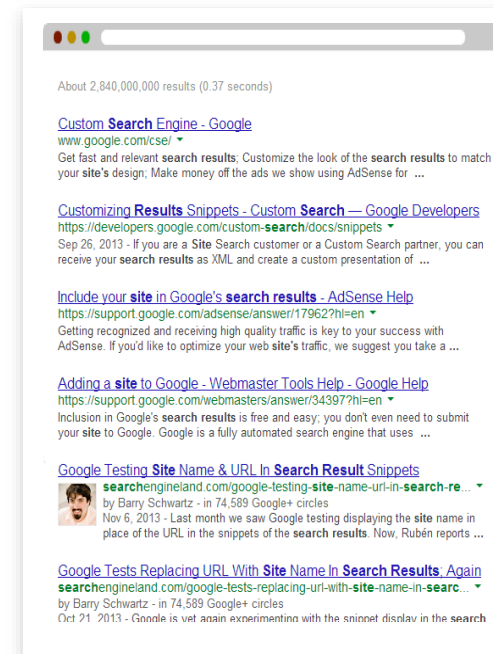 About 2,840,000,000 results (0.37 seconds)
Custom Search Engine - Google
www.google.com/cse/
Get fast and relevant search results; Customize the look of the search results to match
your site's design; Make money off the ads we show using AdSense for ...
Customizing Results Snippets - Custom Search — Google Developers
https://developers.google.com/custom-search/docs/snippets
Sep 26, 2013 - If you are a Site Search customer or a Custom Search partner, you can
receive your search results as XML and create a custom presentation of ...
Include your site in Google's search results - AdSense Help
https://support.google.com/adsense/answer/17962?hl=en
Getting recognized and receiving high quality traffic is key to your success with
AdSense. If you'd like to optimize your web site's traffic, we suggest you take a ...
Adding a site to Google - Webmaster Tools Help - Google Help
https://support.google.com/webmasters/answer/34397?hl=en
Inclusion in Google's search results is free and easy; you don't even need to submit
your site to Google. Google is a fully automated search engine that uses ...
Google Testing Site Name & URL In Search Result Snippets
searchengineland.com/google-testing-site-name-url-in-search-re...
by Barry Schwartz - in 74,589 Google+ circles
Nov 6, 2013 - Last month we saw Google testing displaying the site name in
place of the URL in the snippets of the search results. Now, Rubén reports ...
Google Tests Replacing URL With Site Name In Search Results; Again
searchengineland.com/google-tests-replacing-url-with-site-name-in-searc...
by Barry Schwartz - in 74,589 Google+ circles
Oct 21, 2013 - Google is yet again experimenting with the snippet display in the search